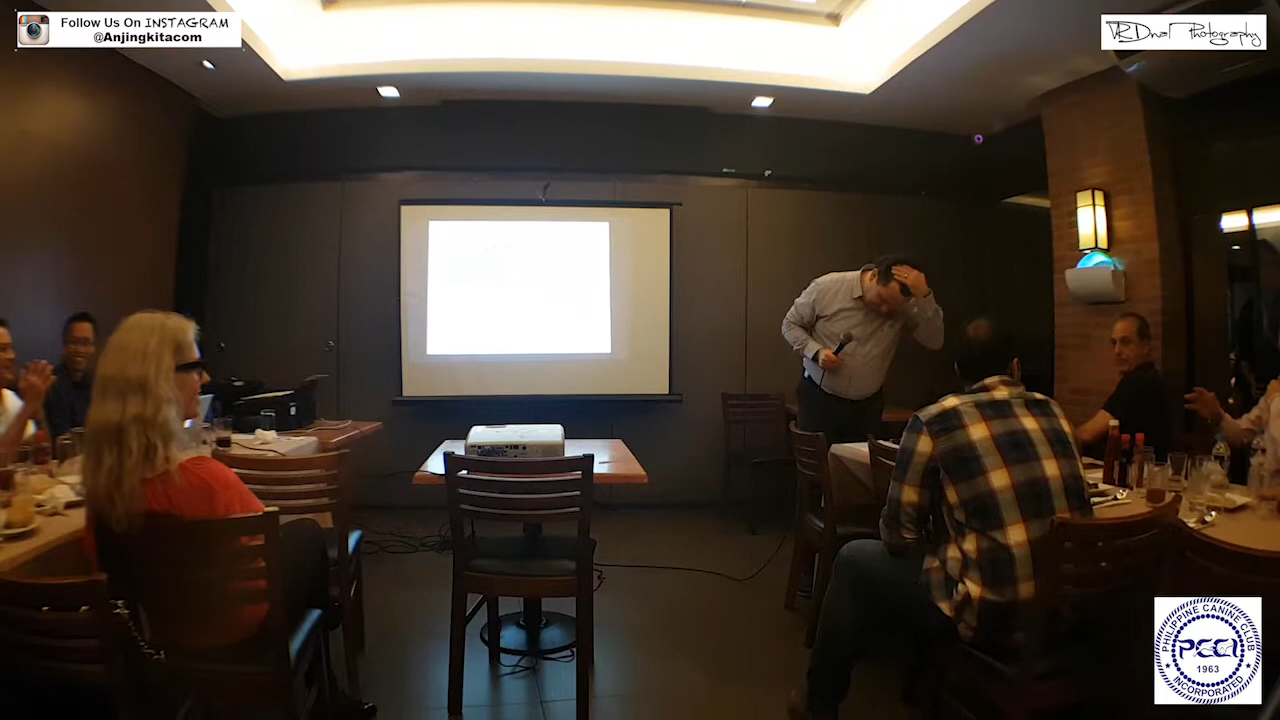 Follow Us On INSTAGRAM
@Anjingkitacom
VRDnal Photography
PHILIPPINE CANINE CLUB
PCCI
1963
INCORPORATED